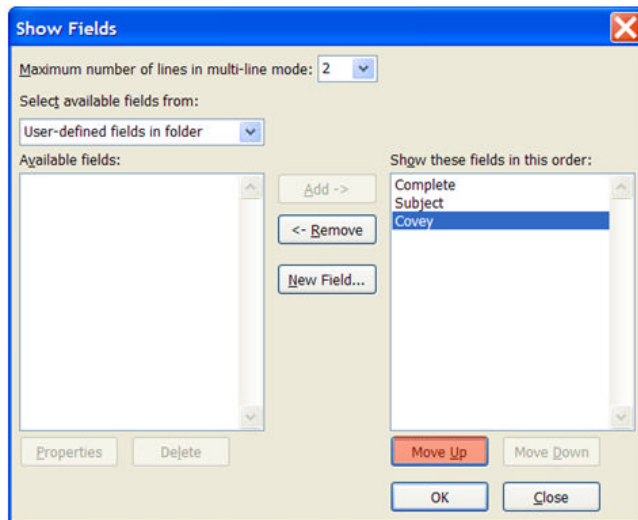 Show Fields
Maximum number of lines in multi-line mode: 2
Select available fields from:
User-defined fields in folder
Available fields:
Show these fields in this order:
Add ->
<- Remove
New Field...
Complete
Subject
Covey
Properties
Delete
Move Up
Move Down
OK
Close